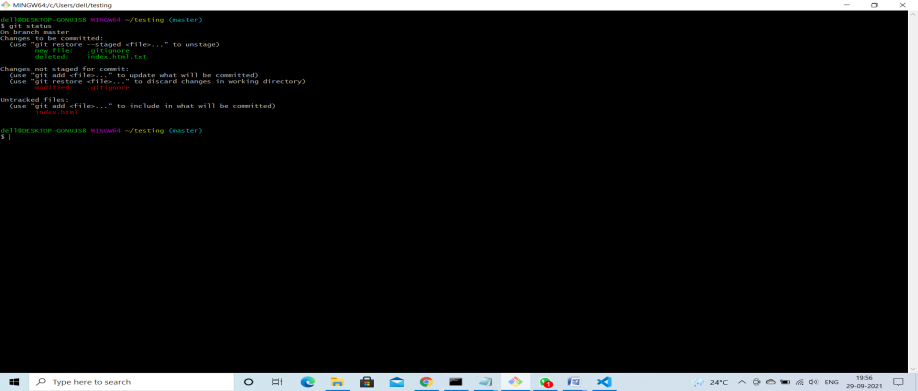 MINGW64:/c/Users/dell/testing
dell@DESKTOP-GDNUIS8 MINGW64 ~/testing (master)
$ git status
On branch master
Changes to be committed:
(use "git restore --staged <file>..." to unstage)
new file: .gitignore
deleted: index.html.txt
Changes not staged for commit:
(use "git add <file>..." to update what will be committed)
(use "git restore <file>..." to discard changes in working directory)
modified: .gitignore
Untracked files:
(use "git add <file>..." to include in what will be committed)
index.html
dell@DESKTOP-GDNUIS8 MINGW64 ~/testing (master)
$
Type here to search
24°C
ENG
19:56
29-09-2021